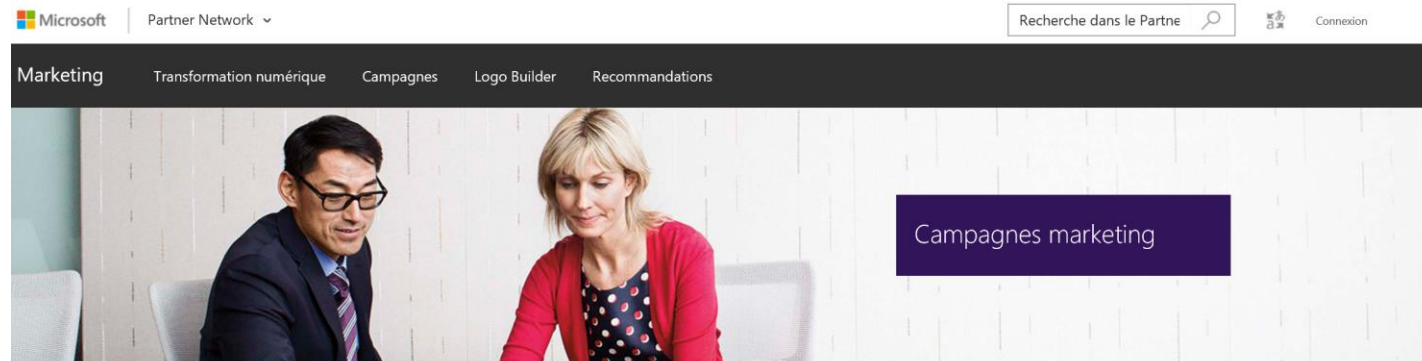 Microsoft
Partner Network
Recherche dans le Partne
Connexion
Marketing
Transformation numérique
Campagnes
Logo Builder
Recommandations
Campagnes marketing